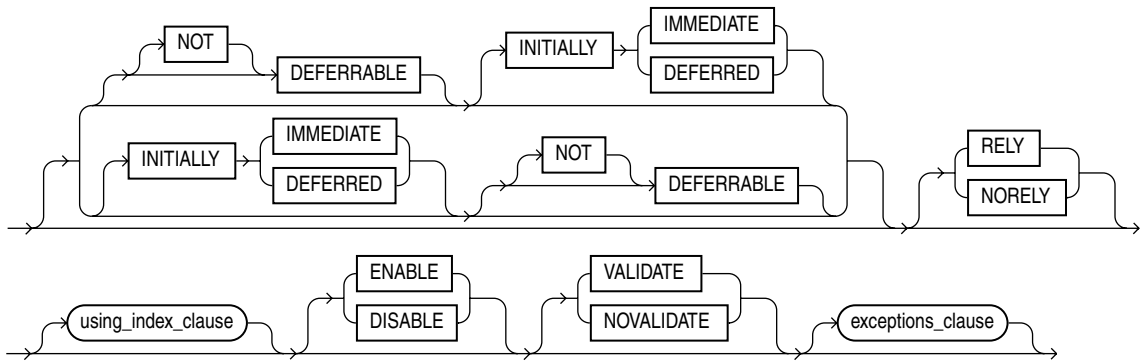 NOT
DEFERRABLE
INITIALLY
IMMEDIATE
DEFERRED
INITIALLY
IMMEDIATE
DEFERRED
NOT
DEFERRABLE
RELY
NORELY
using_index_clause
ENABLE
DISABLE
VALIDATE
NOVALIDATE
exceptions_clause